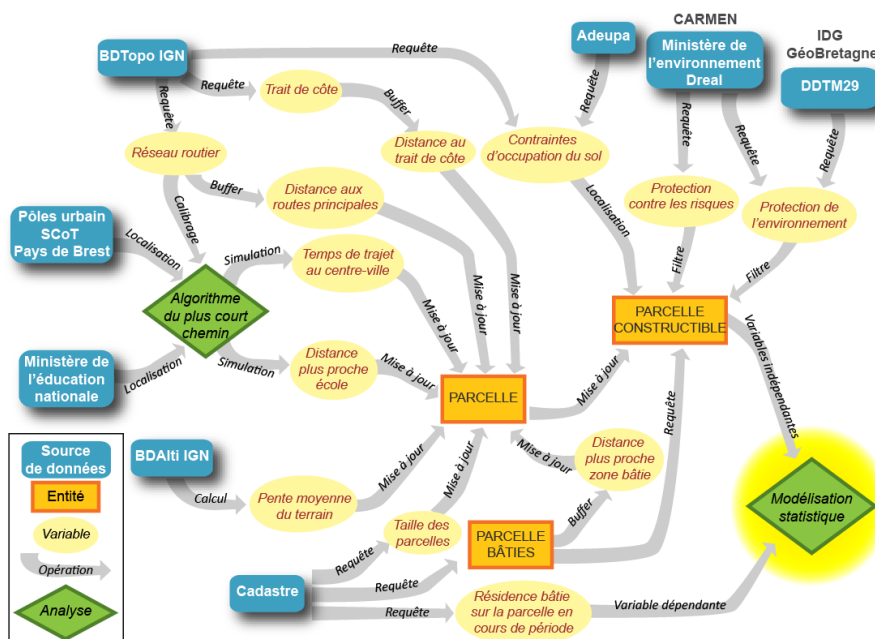 CARMEN
IDG
GéoBretagne
BDTopo IGN
Requête
Adeupa
Ministère de
l'environnement
Dreal
DDTM29
Requête
Trait de côte
Buffer
Requête
Requête
Requête
Requête
Requête
Réseau routier
Distance au
trait de côte
Contraintes
d'occupation du sol
Buffer
Distance aux
routes principales
Calibrage
Localisation
Protection
contre les risques
Protection de
l'environnement
Pôles urbain
SCoT
Pays de Brest
Localisation
Simulation
Temps de trajet
au centre-ville
Mise à jour
Mise à jour
Filtre
Filtre
Algorithme
du plus court
chemin
Mise à jour
PARCELLE
CONSTRUCTIBLE
Variables indépendantes
Ministère de
l'éducation
nationale
Localisation
Simulation
Distance
plus proche
école
Mise à jour
PARCELLE
Mise à jour
Requête
Source
de données
Entité
Variable
Opération
Analyse
BDAlti IGN
Calcul
Pente moyenne
du terrain
Mise à jour
Mise à jour
Mise à jour
Distance
plus proche
zone bâtie
Modélisation
statistique
Taille des
parcelles
PARCELLE
BÂTIES
Buffer
Cadastre
Requête
Requête
Requête
Résidence bâtie
sur la parcelle en
cours de période
Variable dépendante